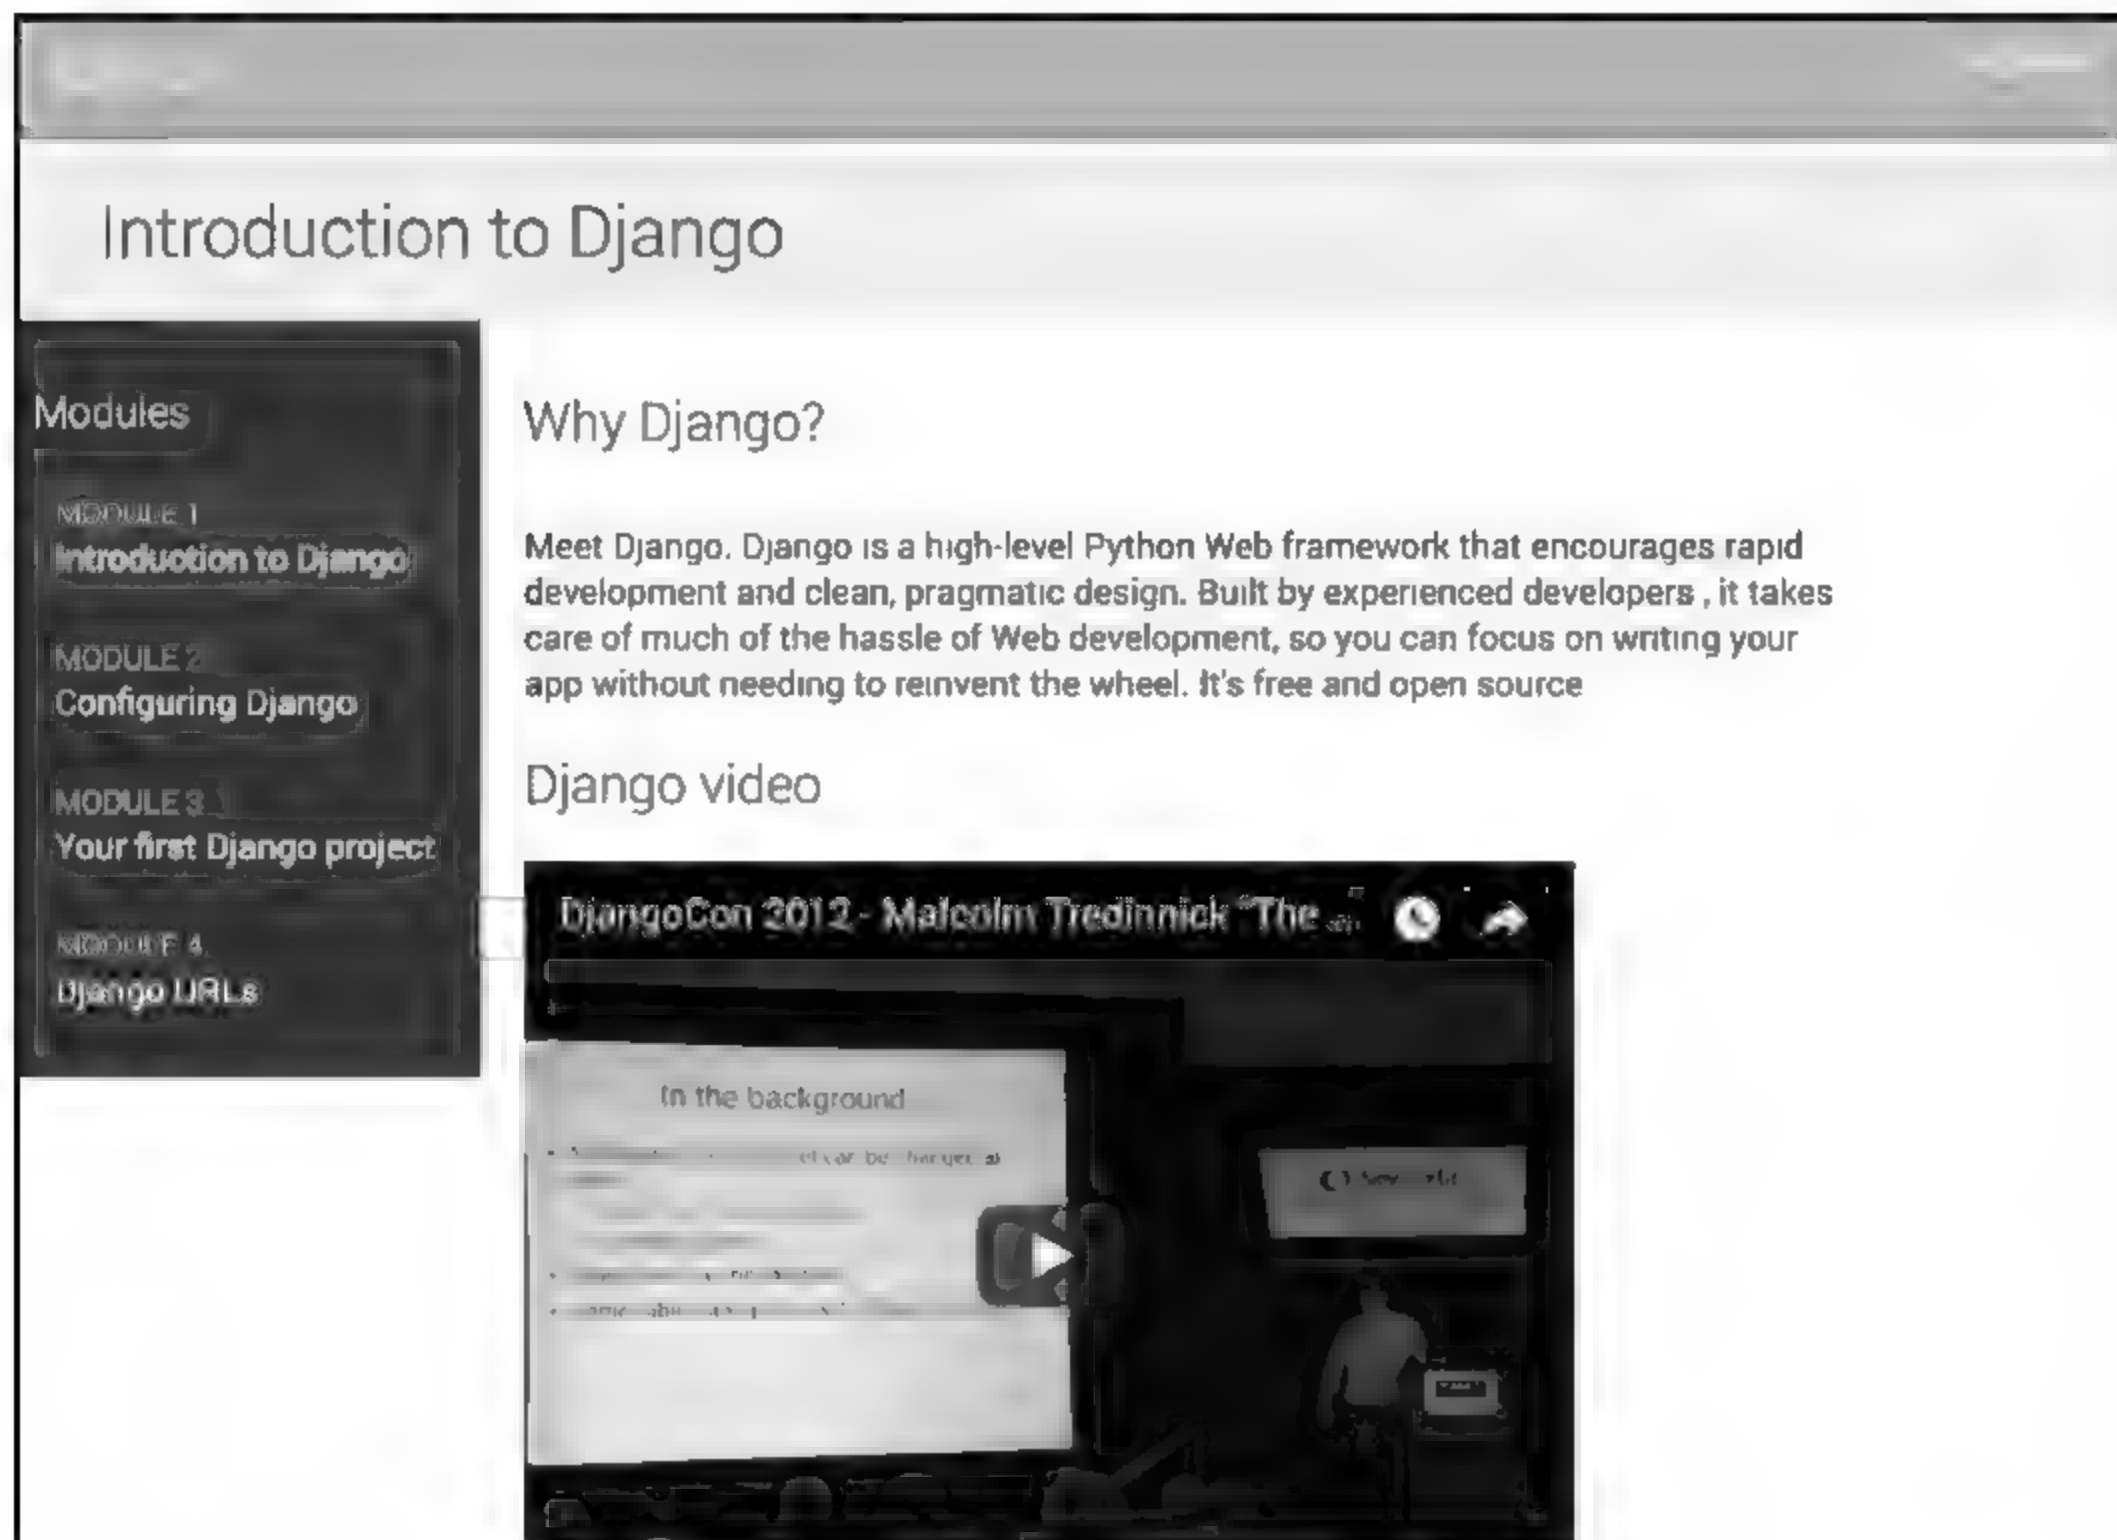 Introduction to Django
Modules
MODULE 1
Introduction to Django
MODULE 2
Configuring Django
MODULE 3
Your first Django project
MODULE 4
Django URLs
Why Django?
Meet Django. Django is a high-level Python Web framework that encourages rapid
development and clean, pragmatic design. Built by experienced developers , it takes
care of much of the hassle of Web development, so you can focus on writing your
app without needing to reinvent the wheel. It's free and open source
Django video
DjangoCon 2012 - Malcolm Tredinnick "The ...
In the background
can be